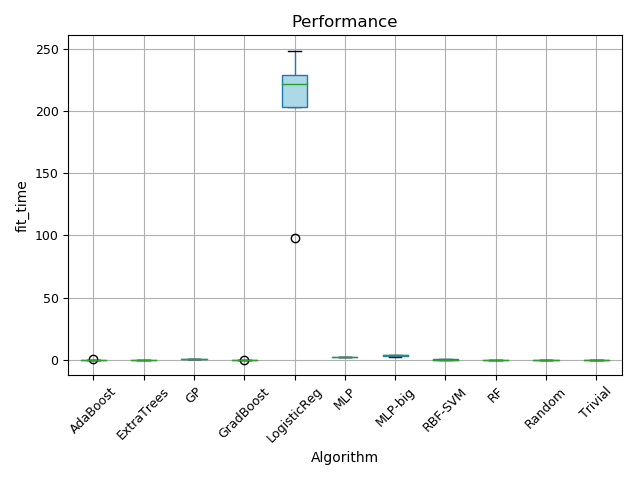 Performance
250
200
150
100
50
0
fit_time
AdaBoost
ExtraTrees
GP
GradBoost
LogisticReg
MLP
MLP-big
RBF-SVM
RF
Random
Trivial
Algorithm